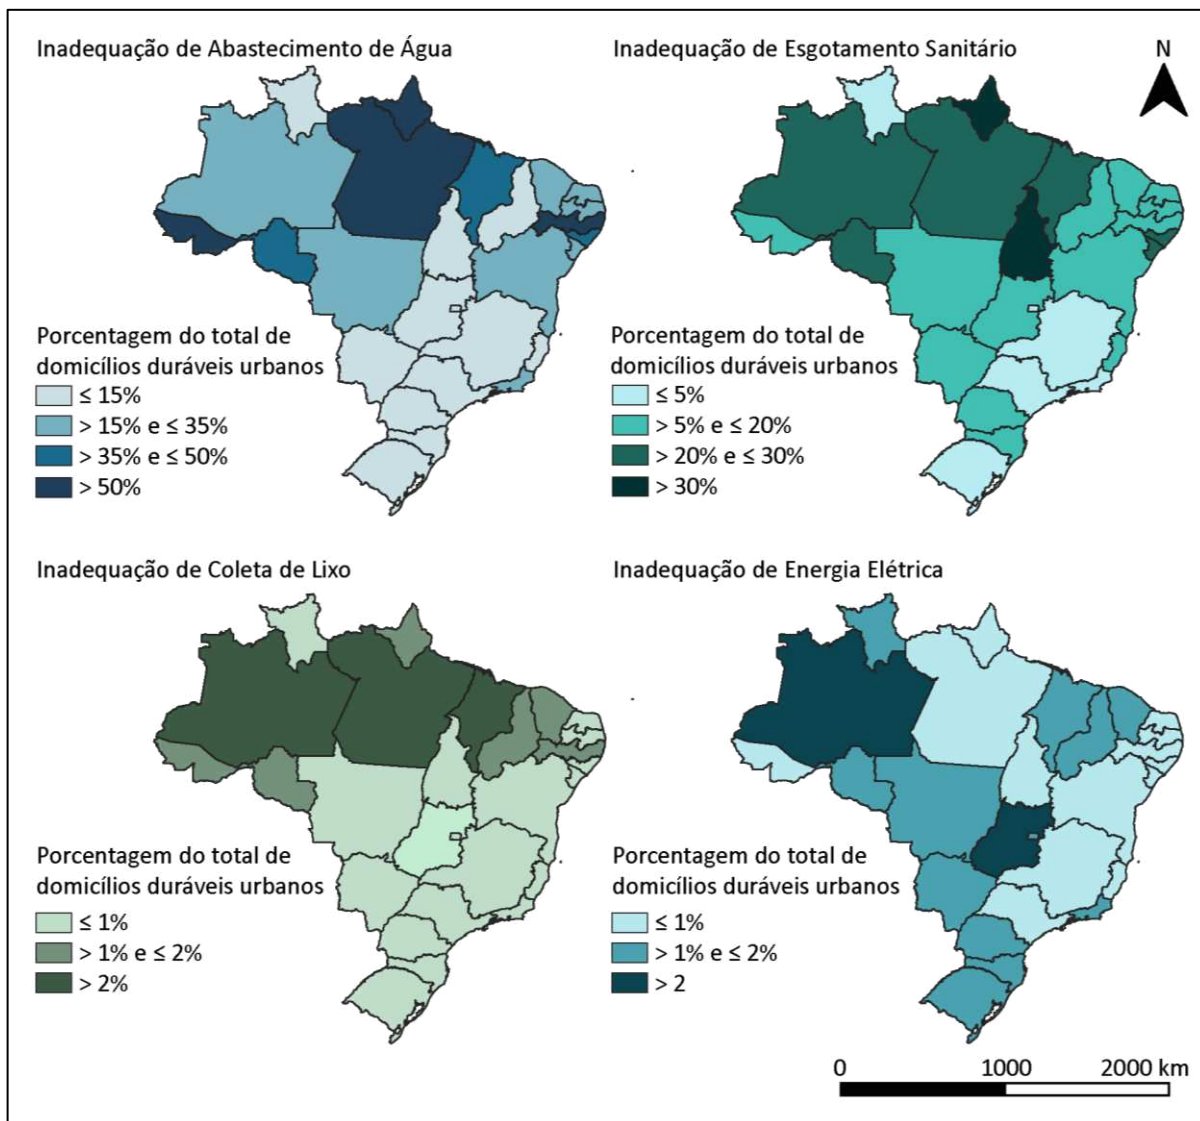 Inadequação de Abastecimento de Água
Porcentagem do total de
domicílios duráveis urbanos
≤ 15%
> 15% e ≤ 35%
> 35% e ≤ 50%
> 50%
Inadequação de Esgotamento Sanitário
N
Porcentagem do total de
domicílios duráveis urbanos
≤ 5%
> 5% e ≤ 20%
> 20% e ≤ 30%
> 30%
Inadequação de Coleta de Lixo
Porcentagem do total de
domicílios duráveis urbanos
≤ 1%
> 1% e ≤ 2%
> 2%
Inadequação de Energia Elétrica
Porcentagem do total de
domicílios duráveis urbanos
≤ 1%
> 1% e ≤ 2%
> 2
0 1000 2000 km